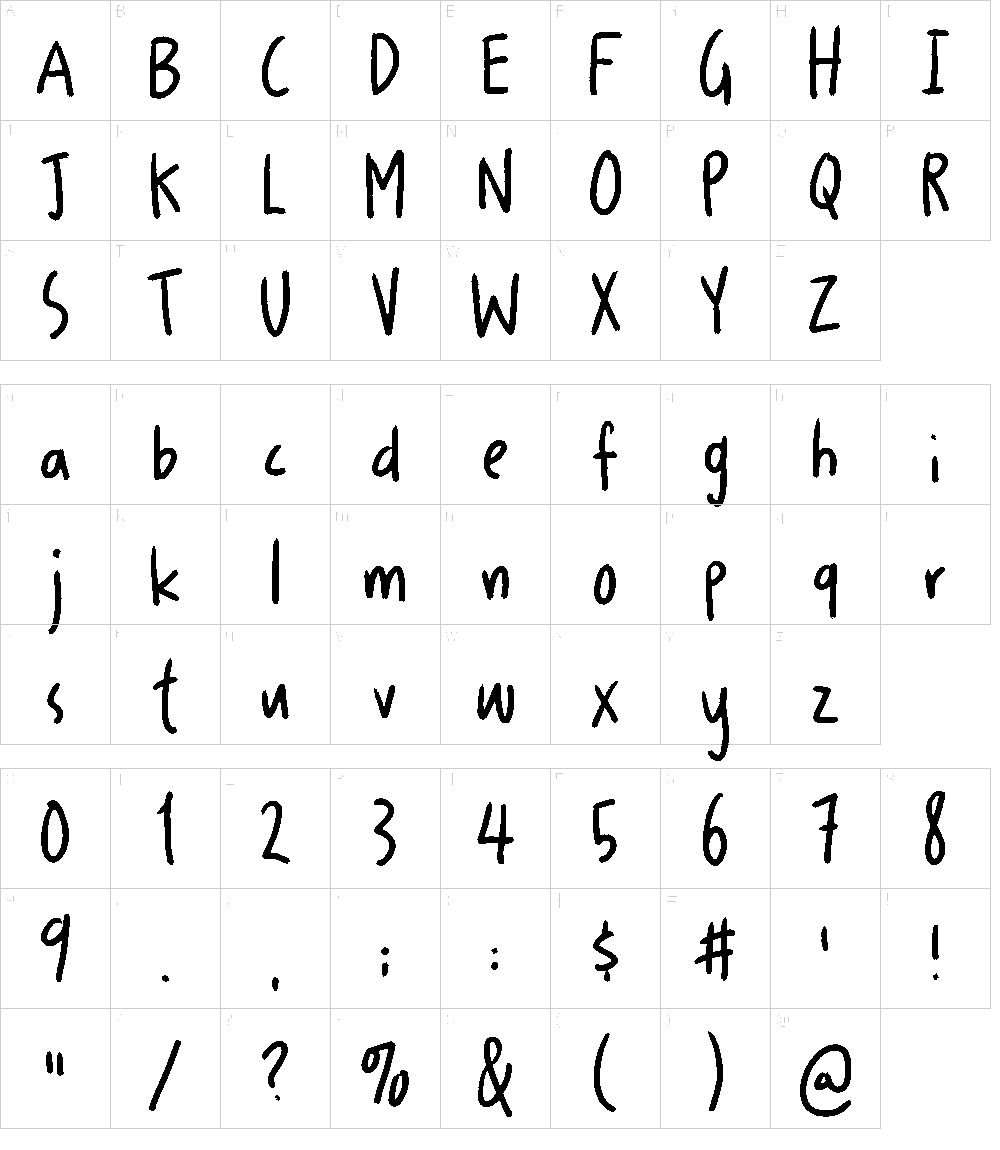 A B C D E F G H I
J K L M N O P Q R
S T U V W X Y Z
a b c d e f g h i
j k l m n o p q r
s t u v w x y z
0 1 2 3 4 5 6 7 8
9 . , ; : $ # ' !
" / ? % & ( ) @